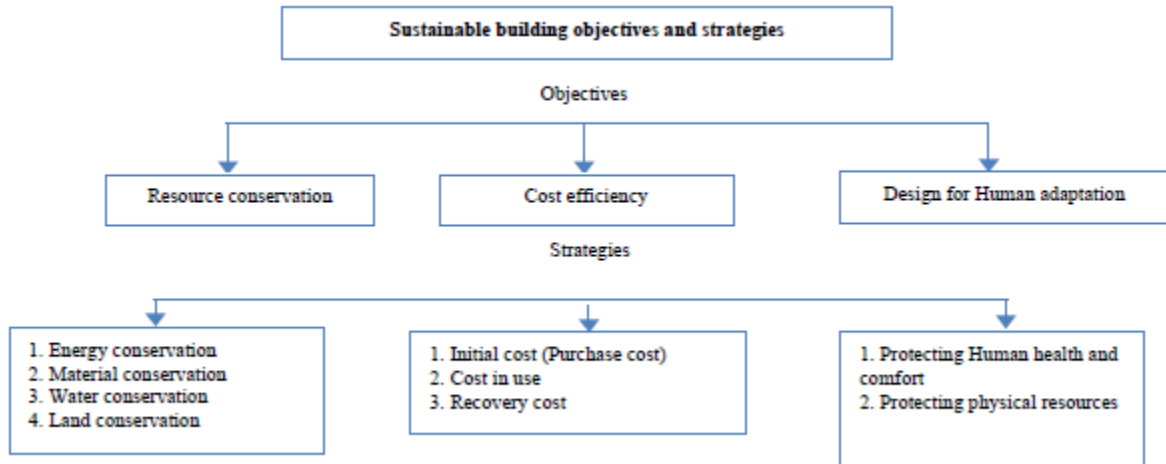 Sustainable building objectives and strategies
Objectives
Resource conservation
Cost efficiency
Design for Human adaptation
Strategies
1. Energy conservation
2. Material conservation
3. Water conservation
4. Land conservation
1. Initial cost (Purchase cost)
2. Cost in use
3. Recovery cost
1. Protecting Human health and
comfort
2. Protecting physical resources